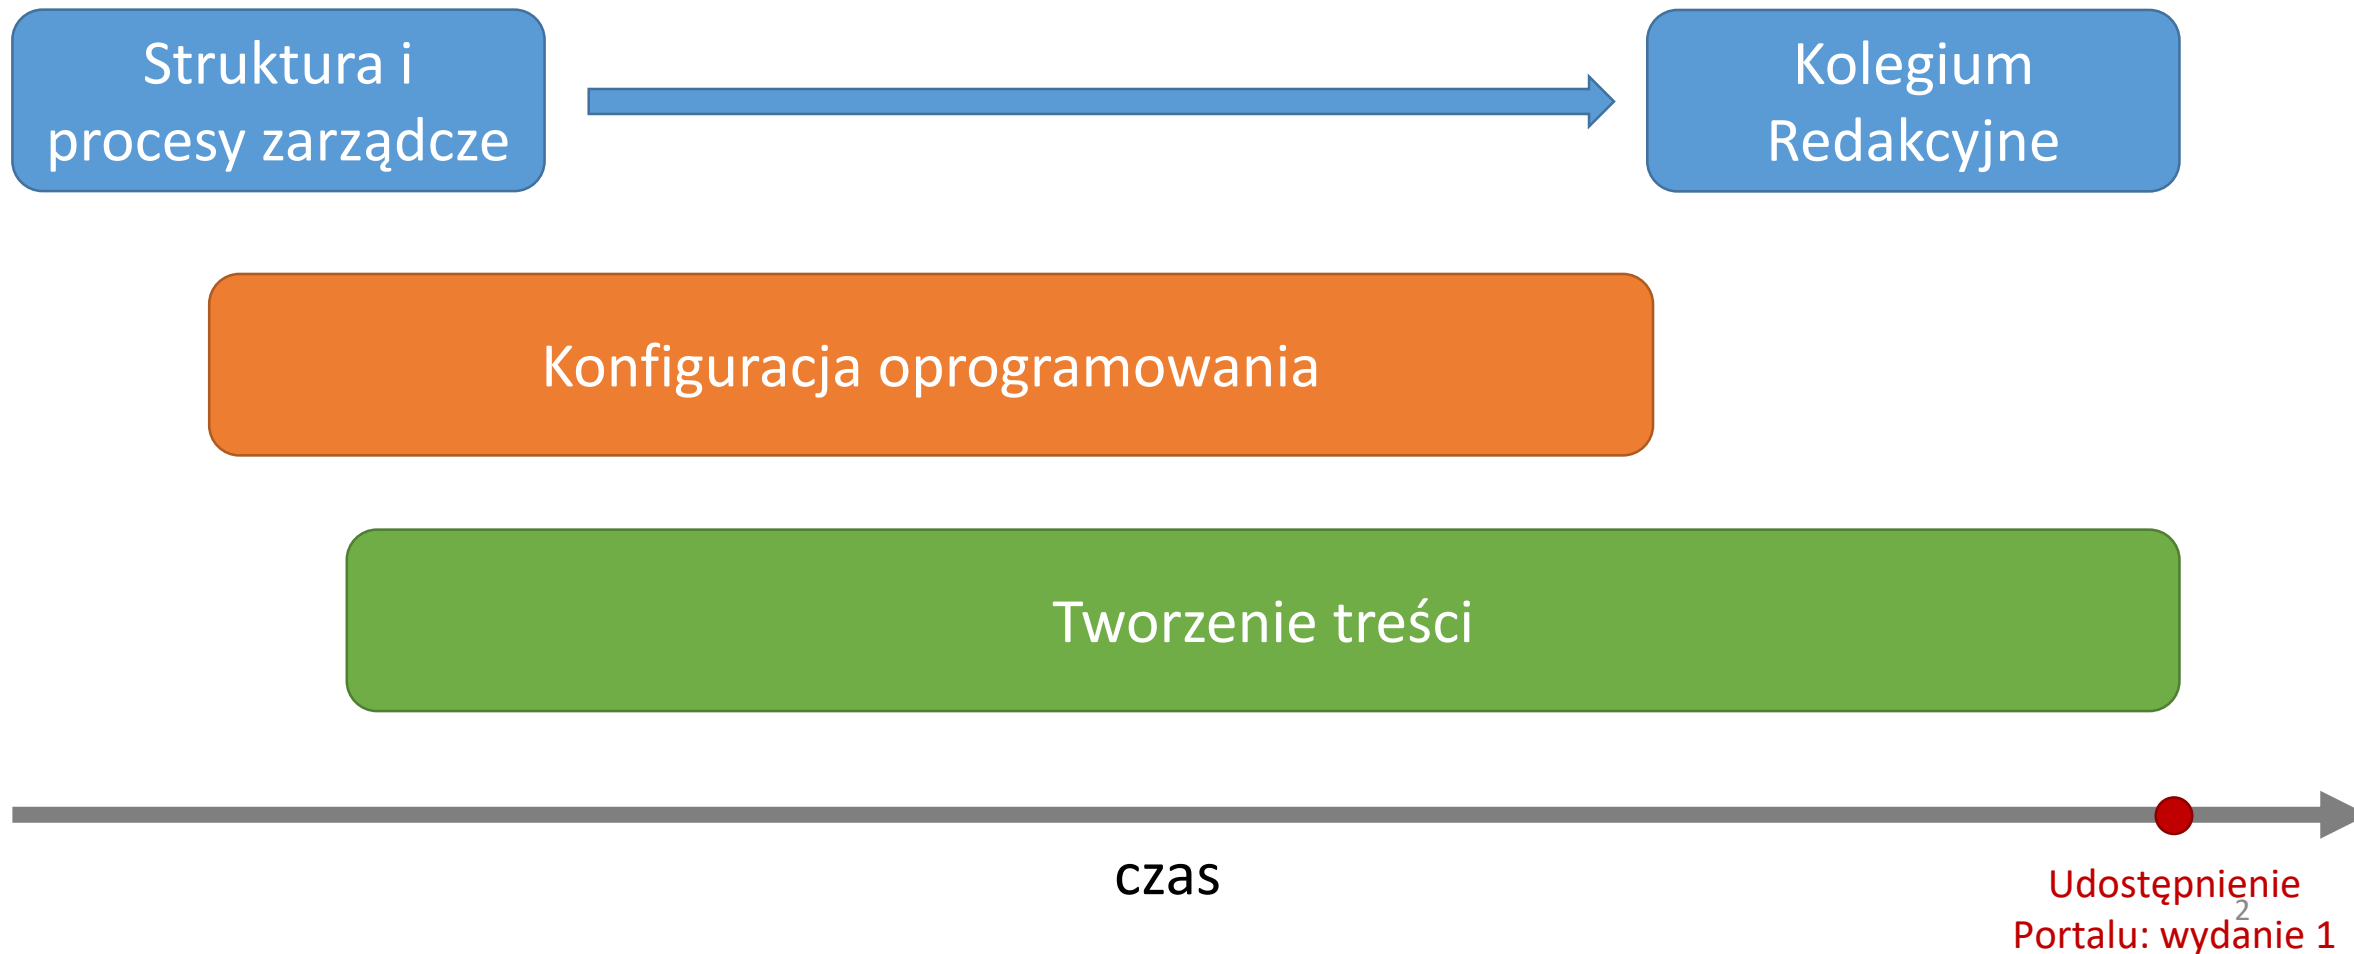 Struktura i
procesy zarządcze
Kolegium
Redakcyjne
Konfiguracja oprogramowania
Tworzenie treści
czas
Udostępnienie
Portalu: wydanie 1
2